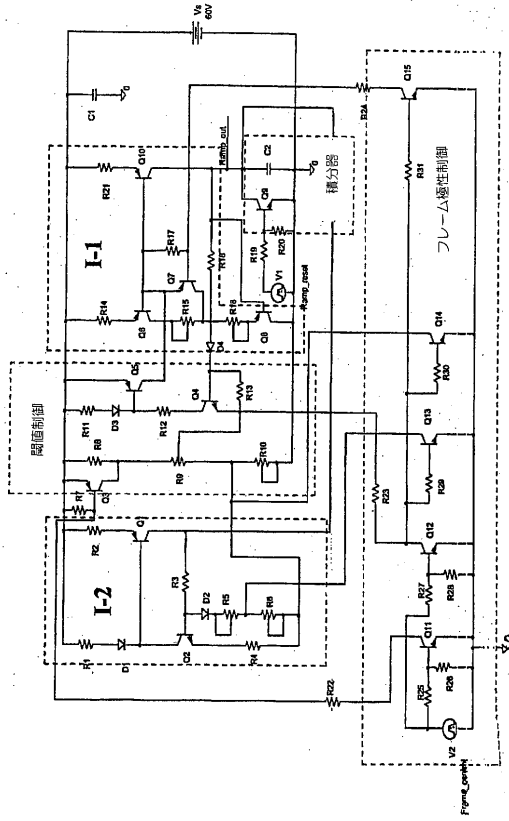 Vs
60V
C1
0
I-1
R21
Q10
R14
Q6
R17
Q7
R15
R16
Q8
Ramp_out
積分器
C2
Q9
R19
R20
V1
Ramp_reset
0
R18
D4
閾値制御
R11
D3
Q5
R12
Q4
R13
R8
R9
R10
R7
Q3
I-2
R2
R1
D1
Q2
R3
D2
R5
R6
R4
R22
R23
R24
フレーム極性制御
Q15
R31
Q14
R30
Q13
R29
Q12
R27
R28
Q11
R25
R26
V2
0